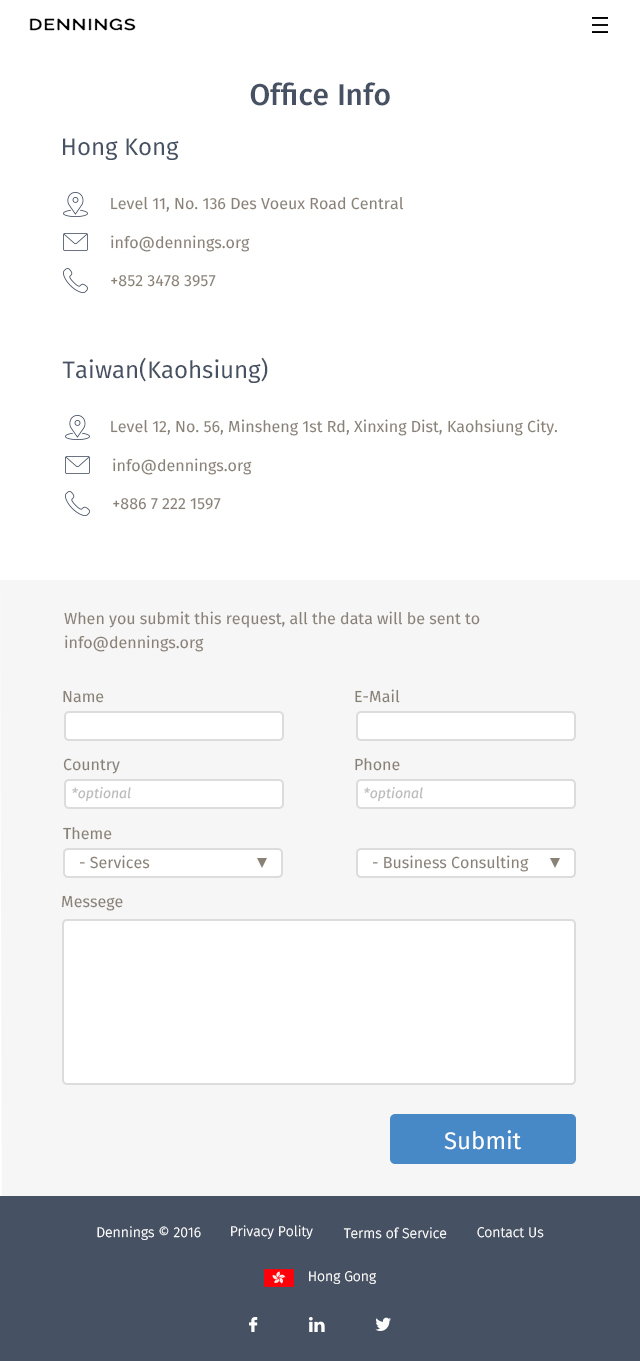 DENNINGS
Office Info
Hong Kong
Level 11, No. 136 Des Voeux Road Central
info@dennings.org
+852 3478 3957
Taiwan(Kaohsiung)
Level 12, No. 56, Minsheng 1st Rd, Xinxing Dist, Kaohsiung City.
info@dennings.org
+886 7 222 1597
When you submit this request, all the data will be sent to
info@dennings.org
Name E-Mail
Country Phone
*optional *optional
Theme
- Services - Business Consulting
Messege
Submit
Dennings © 2016 Privacy Polity Terms of Service Contact Us
Hong Gong